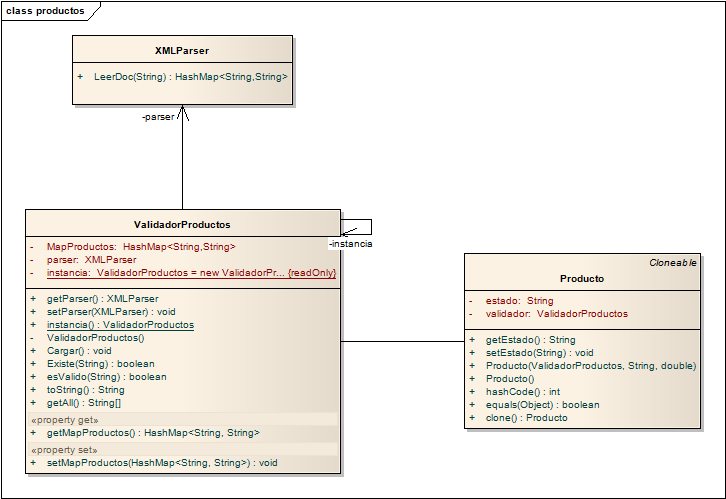 class productos
XMLParser
+ LeerDoc(String) : HashMap<String,String>
-parser
ValidadorProductos
- MapProductos: HashMap<String,String>
- parser: XMLParser
- instancia: ValidadorProductos = new ValidadorPr... {readOnly}
+ getParser() : XMLParser
+ setParser(XMLParser) : void
+ instancia() : ValidadorProductos
- ValidadorProductos()
+ Cargar() : void
+ Existe(String) : boolean
+ esValido(String) : boolean
+ toString() : String
+ getAll() : String[]
«property get»
+ getMapProductos() : HashMap<String, String>
«property set»
+ setMapProductos(HashMap<String, String>) : void
-instancia
Cloneable
Producto
- estado: String
- validador: ValidadorProductos
+ getEstado() : String
+ setEstado(String) : void
+ Producto(ValidadorProductos, String, double)
+ Producto()
+ hashCode() : int
+ equals(Object) : boolean
+ clone() : Producto